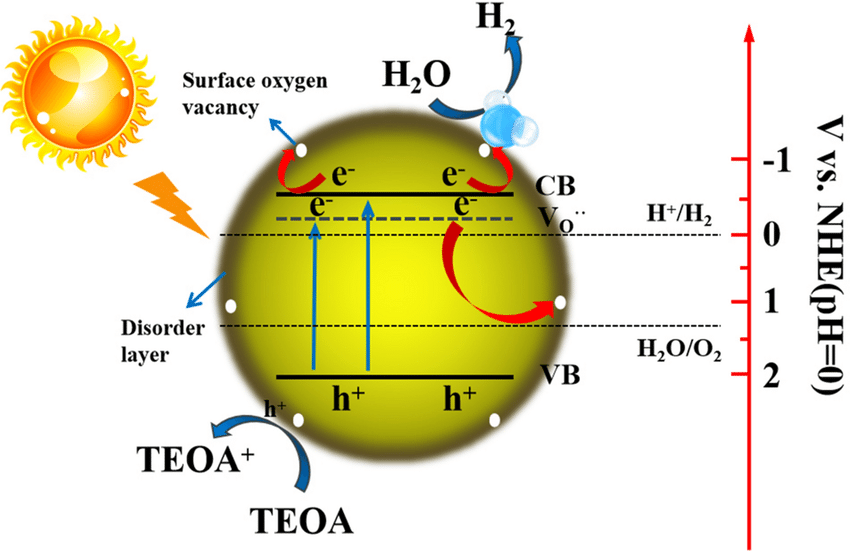 H₂
H₂O
Surface oxygen
vacancy
e⁻ e⁻
CB
e⁻ e⁻
V_O··
H⁺/H₂
-1
0
1
2
V vs. NHE(pH=0)
Disorder
layer
H₂O/O₂
VB
h⁺ h⁺
h⁺
TEOA⁺
TEOA